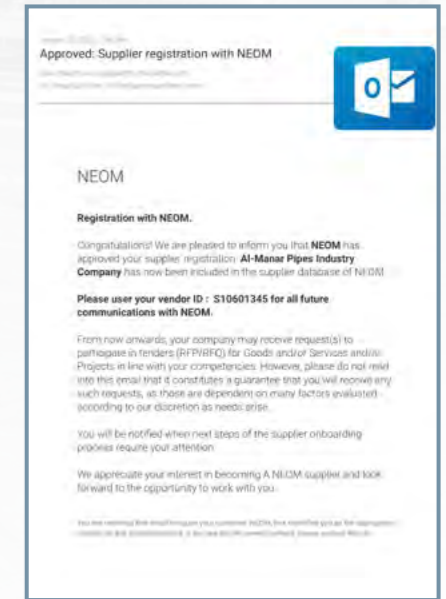 Approved: Supplier registration with NEOM
NEOM
Registration with NEOM.
Congratulations! We are pleased to inform you that NEOM has
approved your supplier registration. Al-Manar Pipes Industry
Company has now been included in the supplier database of NEOM
Please user your vendor ID : S10601345 for all future
communications with NEOM.
From now onwards, your company may receive request(s) to
participate in tenders (RFP/RFQ) for Goods and/or Services and/or
Projects in line with your competencies. However, please do not read
into this email that it constitutes a guarantee that you will receive any
such requests, as those are dependent on many factors evaluated
according to our discretion as needs arise.
You will be notified when next steps of the supplier onboarding
process require your attention
We appreciate your interest in becoming A NEOM supplier and look
forward to the opportunity to work with you.